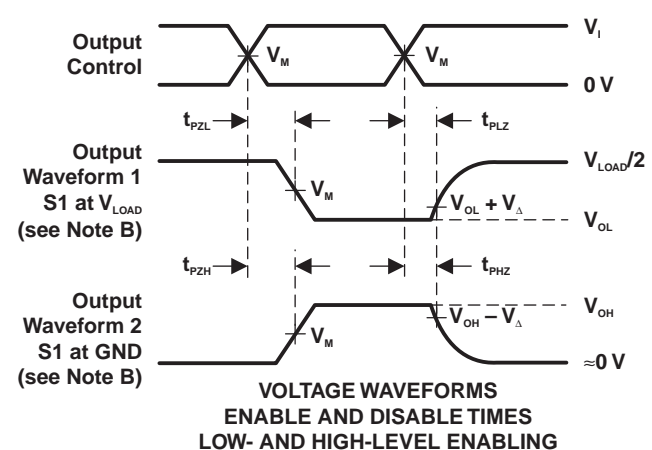 Output
Control
V_M
V_M
V_I
0 V
t_PZL
t_PLZ
Output
Waveform 1
S1 at V_LOAD
(see Note B)
V_M
V_OL + V_Δ
V_LOAD/2
V_OL
t_PZH
t_PHZ
Output
Waveform 2
S1 at GND
(see Note B)
V_M
V_OH – V_Δ
V_OH
≈0 V
VOLTAGE WAVEFORMS
ENABLE AND DISABLE TIMES
LOW- AND HIGH-LEVEL ENABLING